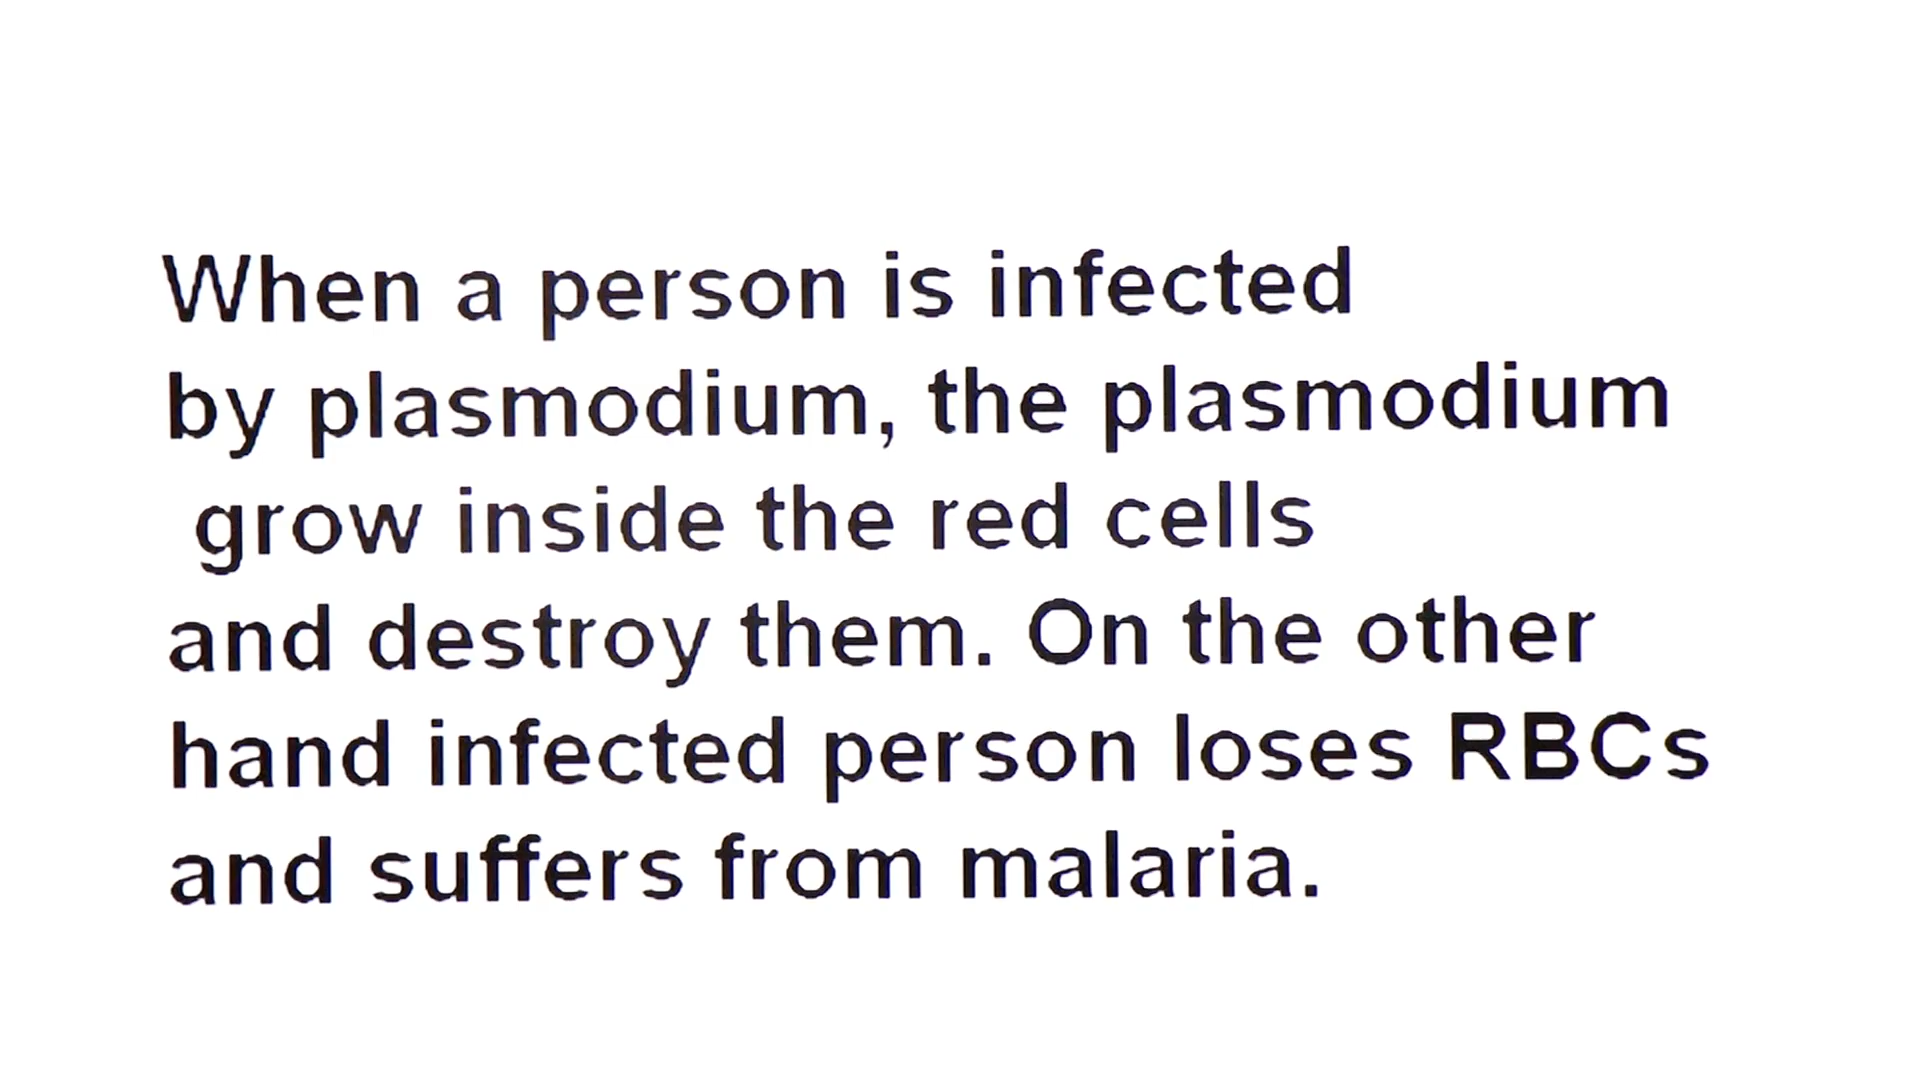 When a person is infected
by plasmodium, the plasmodium
grow inside the red cells
and destroy them. On the other
hand infected person loses RBCs
and suffers from malaria.